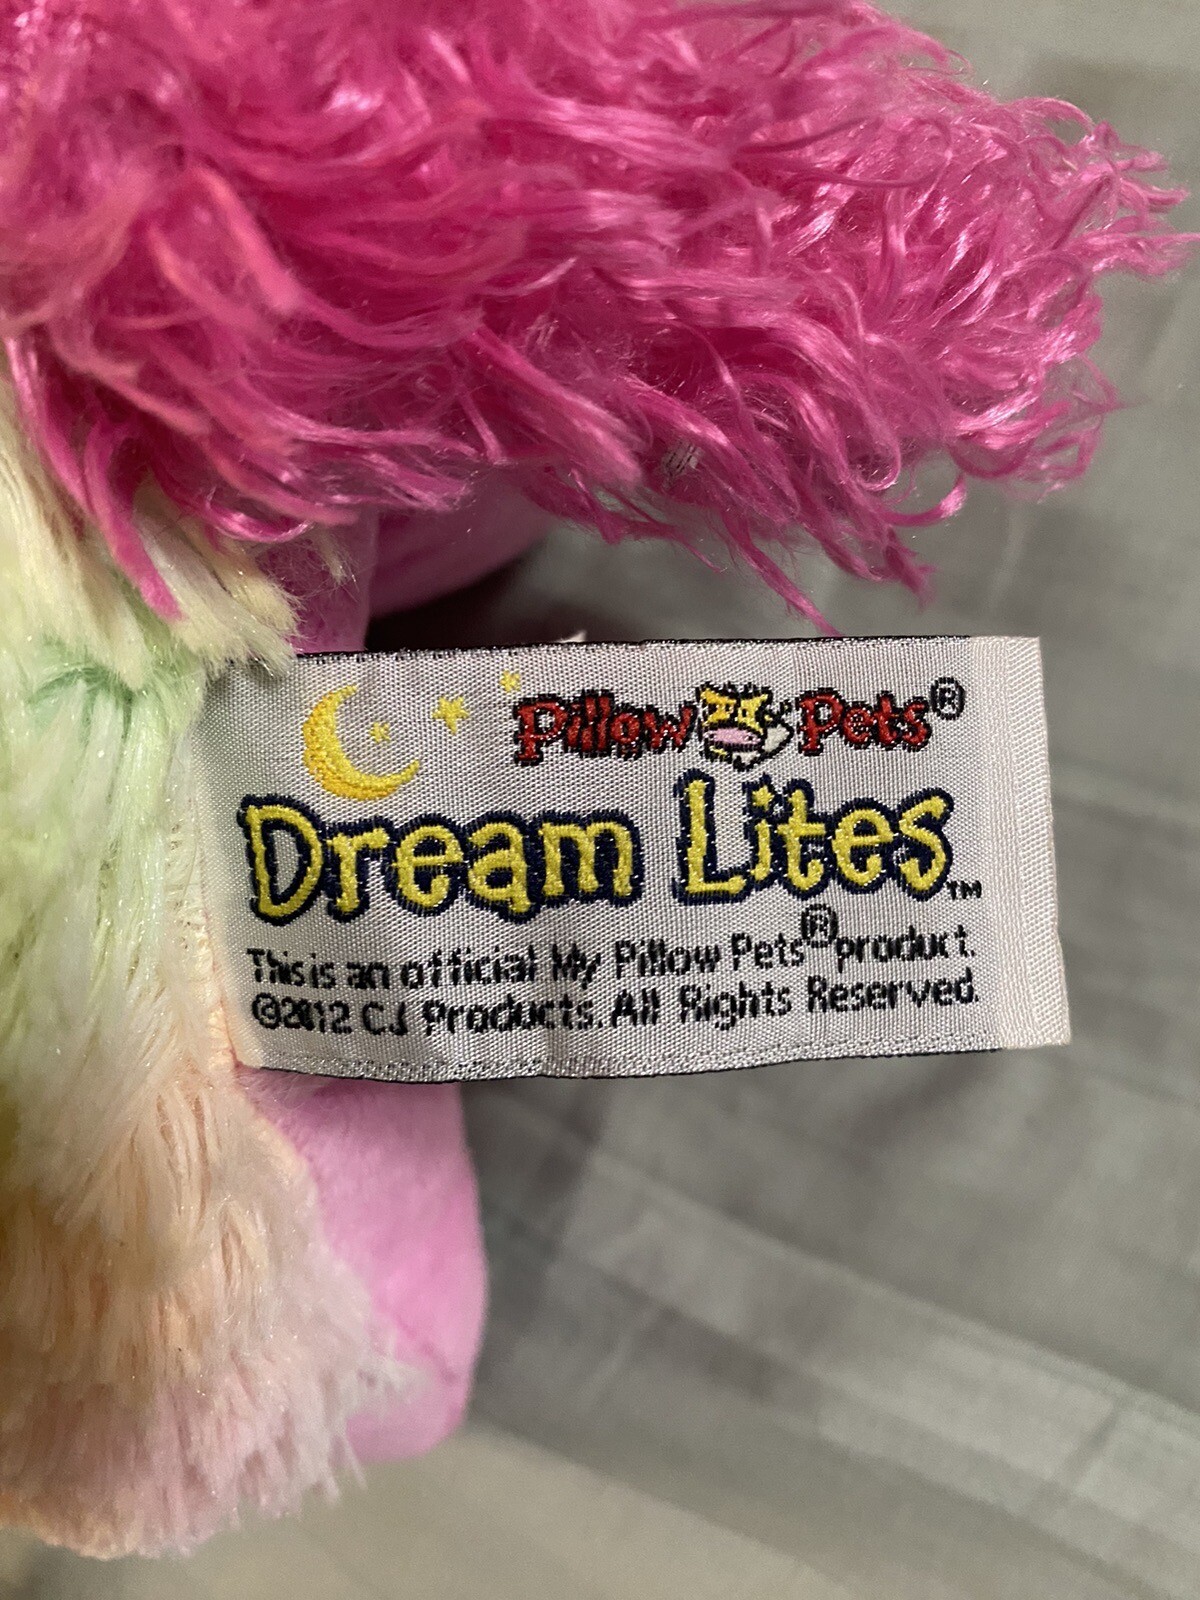 Pillow Pets®
Dream Lites™
This is an official My Pillow Pets® product.
©2012 CJ Products. All Rights Reserved.